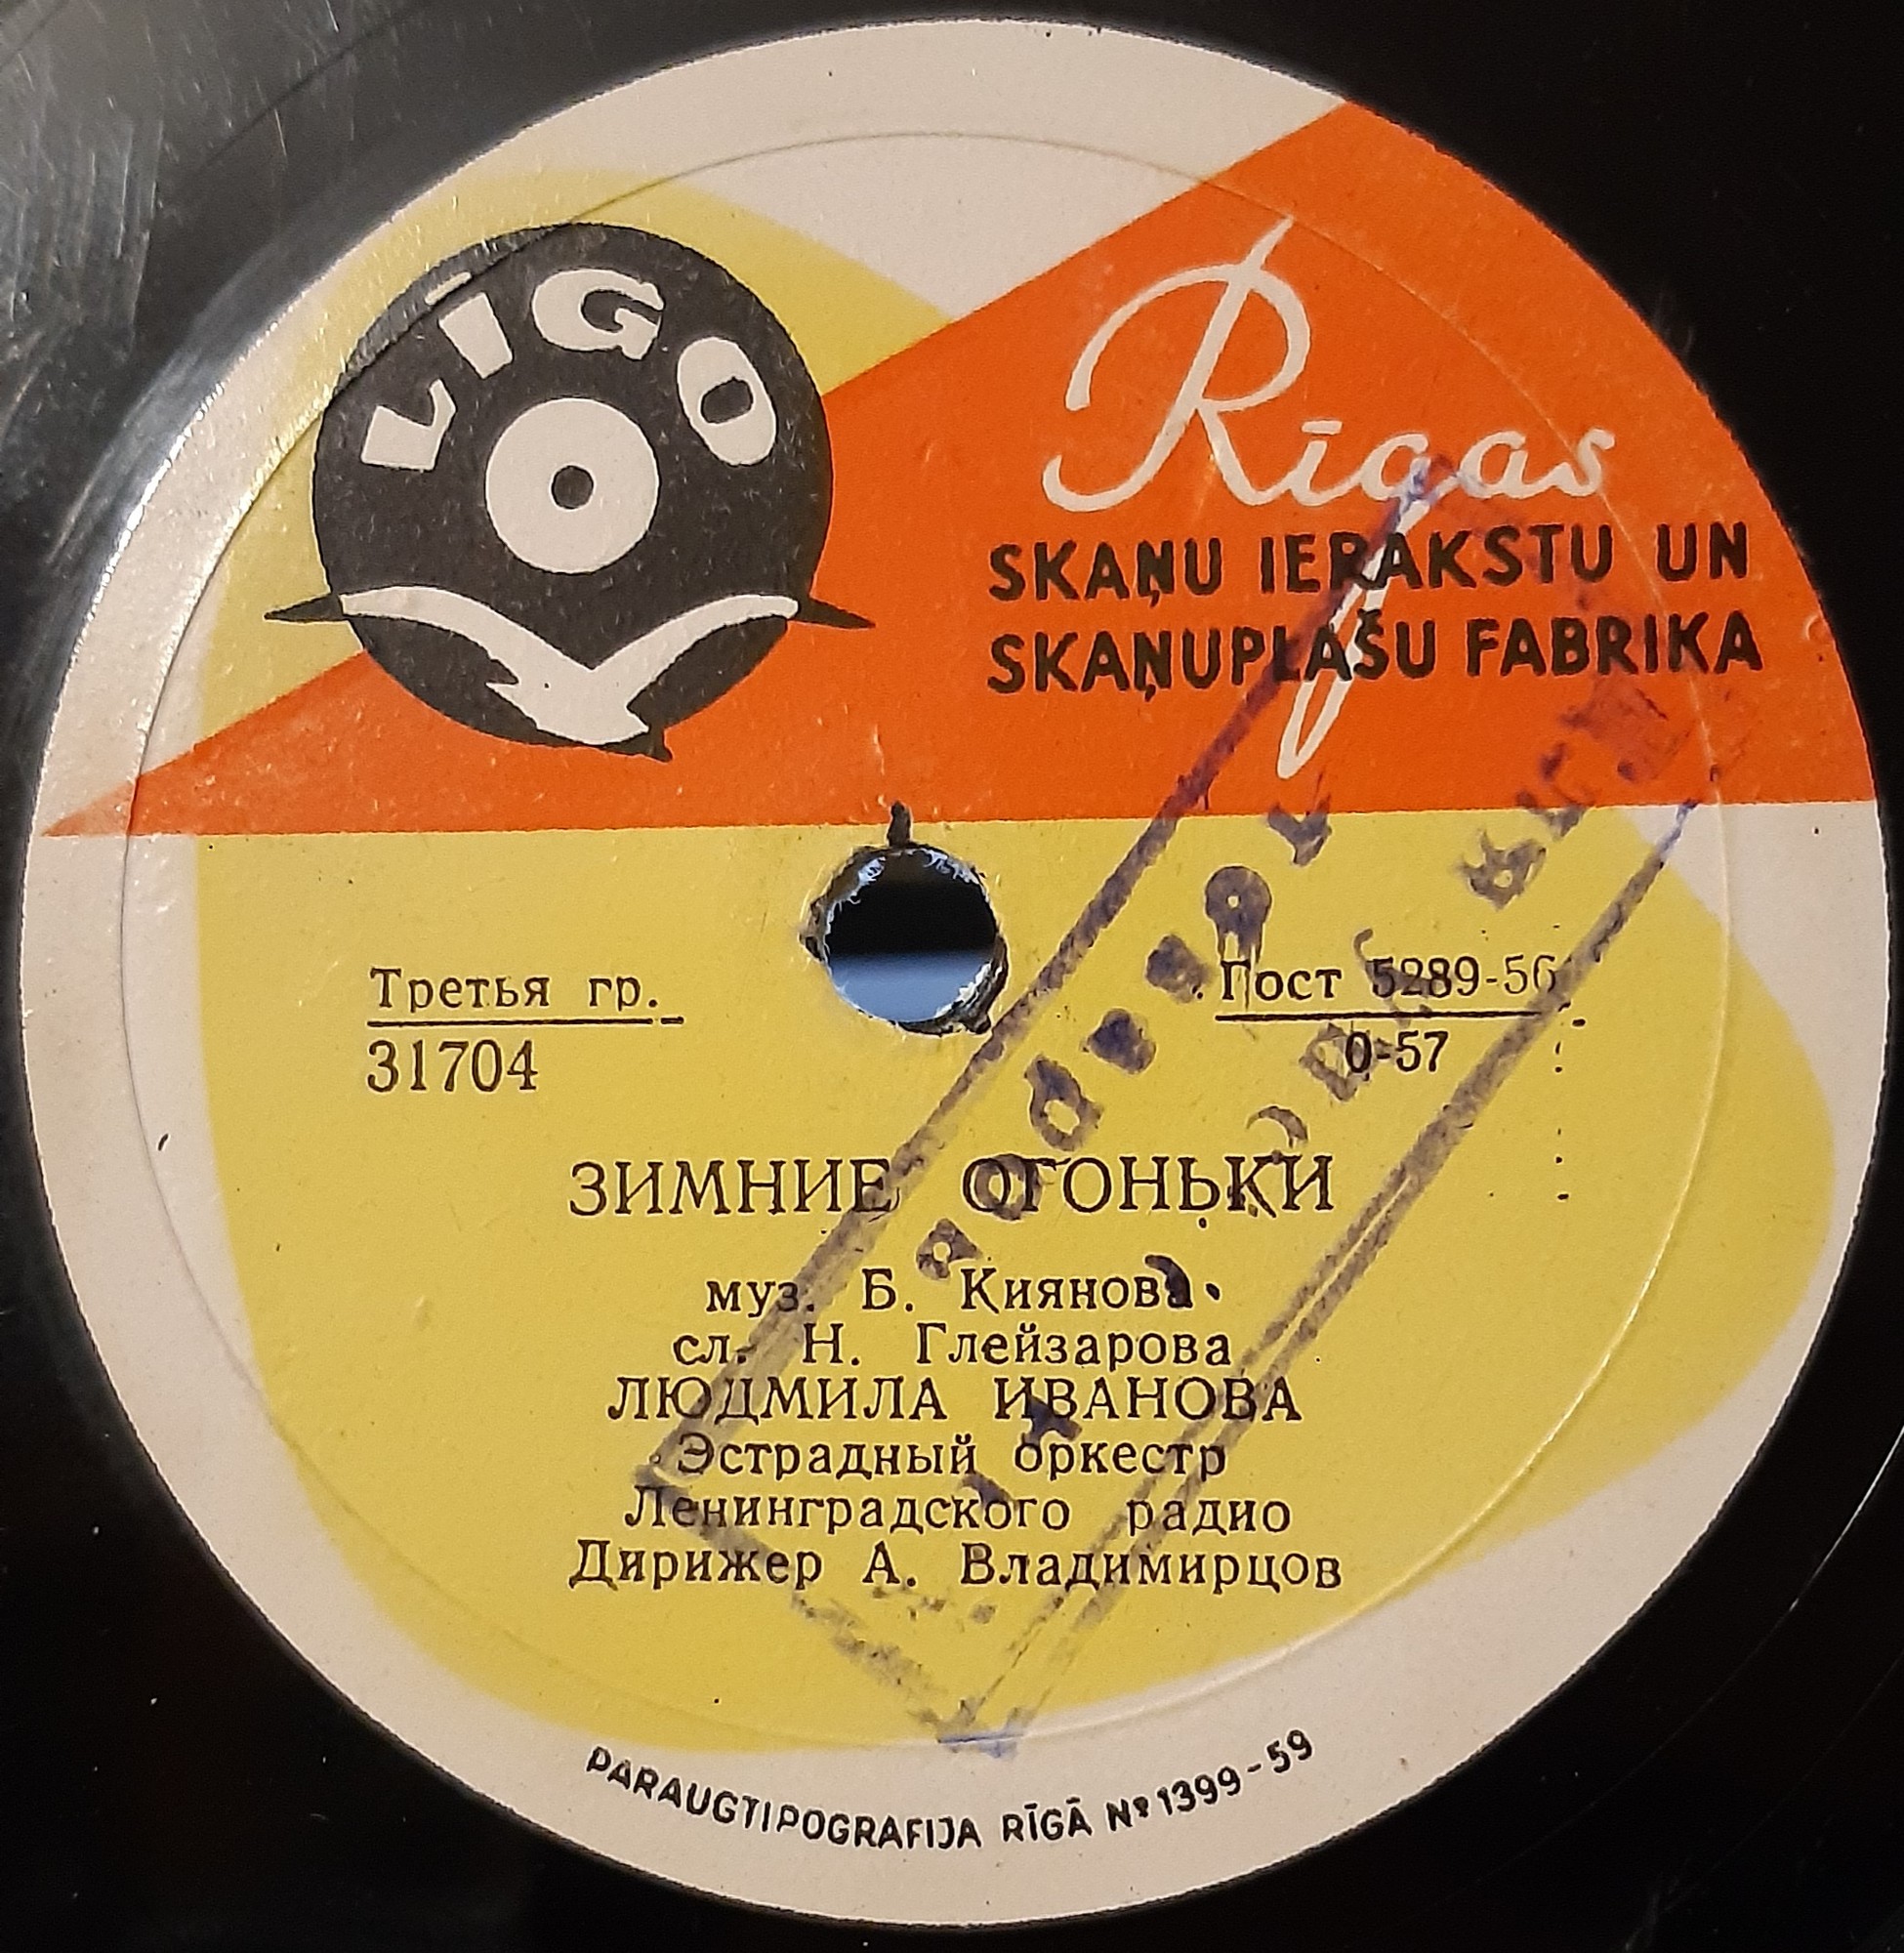 LĪGO
Rīgas
SKAŅU IERAKSTU UN
SKAŅUPLAŠU FABRIKA
Третья гр.
31704
Гост 5289-56
0-57
ЗИМНИЕ ОГОНЬКИ
муз. Б. Киянова
сл. Н. Глейзарова
ЛЮДМИЛА ИВАНОВА
Эстрадный оркестр
Ленинградского радио
Дирижер А. Владимирцов
PARAUGTIPOGRAFIJA RĪGĀ № 1399-59